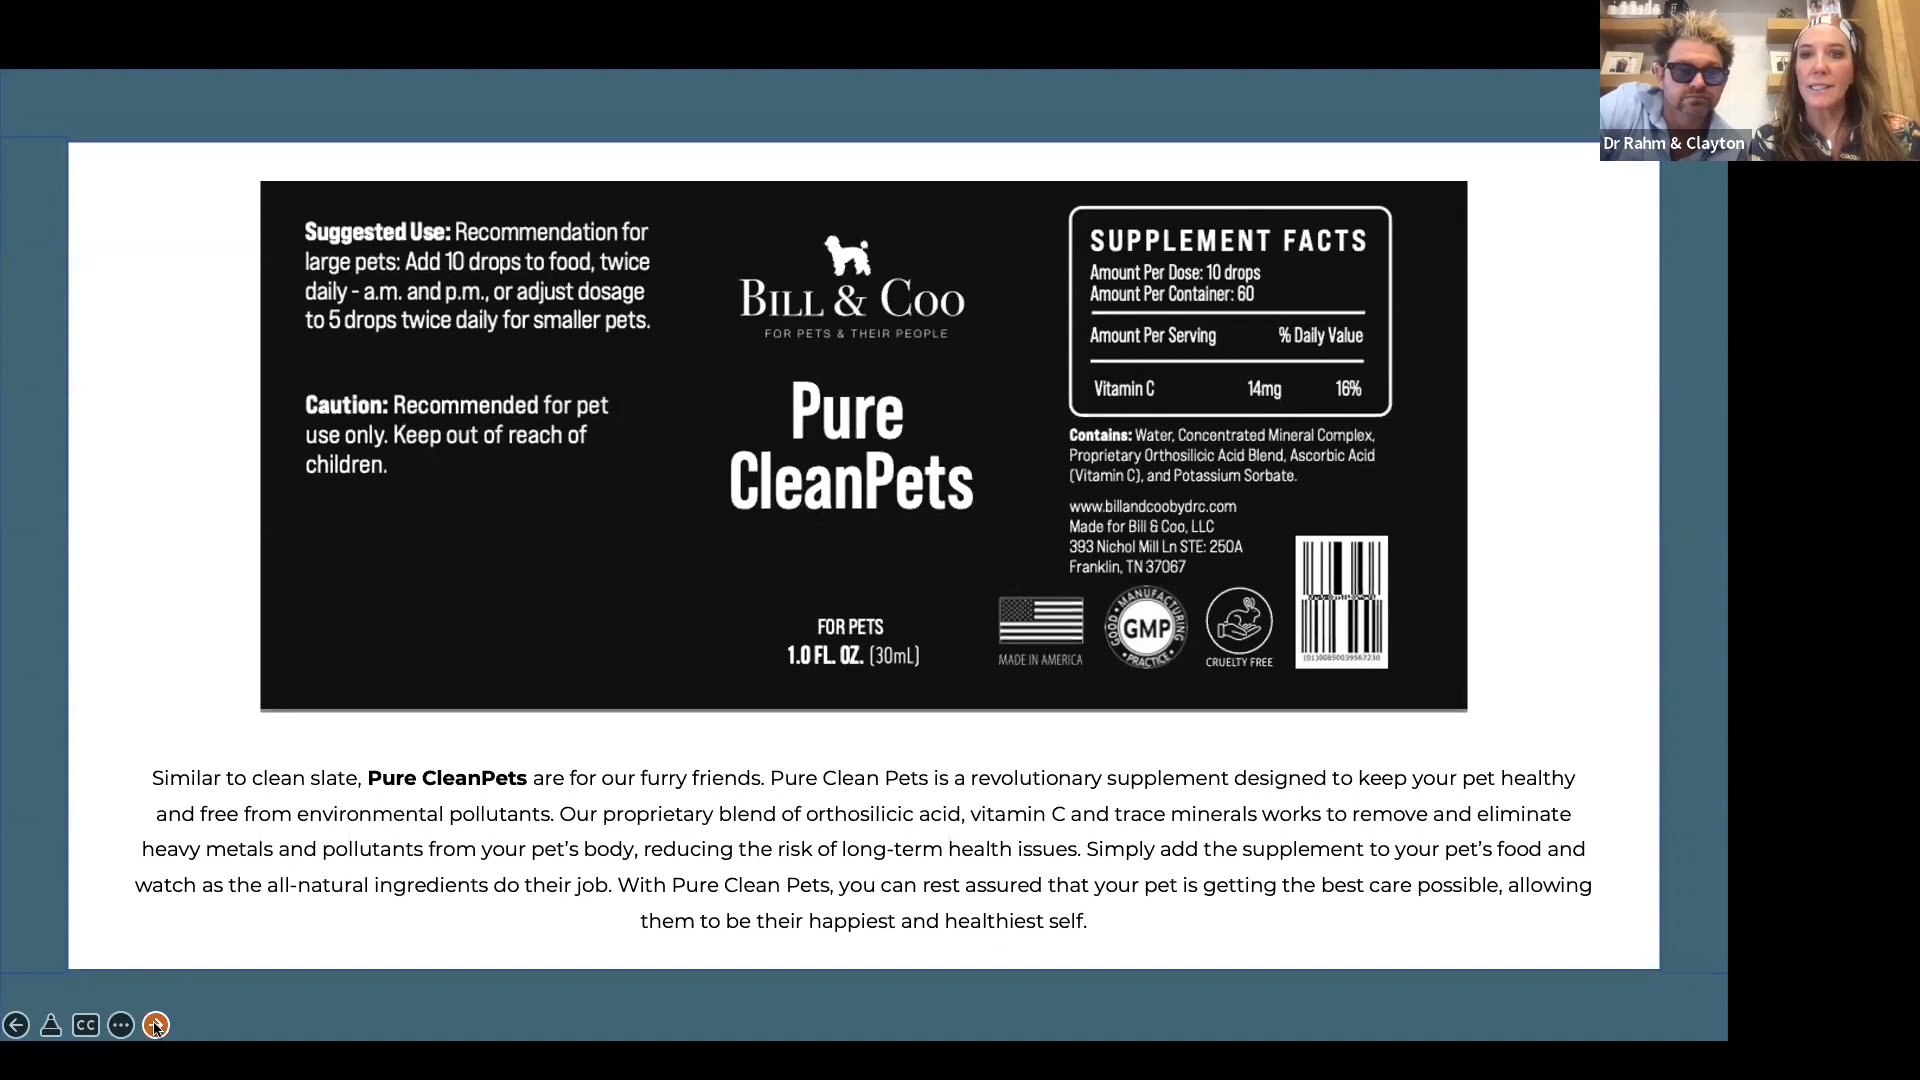 Dr Rahm & Clayton
Suggested Use: Recommendation for
large pets: Add 10 drops to food, twice
daily - a.m. and p.m., or adjust dosage
to 5 drops twice daily for smaller pets.
Caution: Recommended for pet
use only. Keep out of reach of
children.
BILL & COO
FOR PETS & THEIR PEOPLE
Pure
CleanPets
FOR PETS
1.0 FL. OZ. (30mL)
SUPPLEMENT FACTS
Amount Per Dose: 10 drops
Amount Per Container: 60
Amount Per Serving % Daily Value
Vitamin C 14mg 16%
Contains: Water, Concentrated Mineral Complex,
Proprietary Orthosilicic Acid Blend, Ascorbic Acid
(Vitamin C), and Potassium Sorbate.
www.billandcoobydrc.com
Made for Bill & Coo, LLC
393 Nichol Mill Ln STE: 250A
Franklin, TN 37067
MADE IN AMERICA
GOOD MANUFACTURING PRACTICE
GMP
CRUELTY FREE
Similar to clean slate, Pure CleanPets are for our furry friends. Pure Clean Pets is a revolutionary supplement designed to keep your pet healthy
and free from environmental pollutants. Our proprietary blend of orthosilicic acid, vitamin C and trace minerals works to remove and eliminate
heavy metals and pollutants from your pet’s body, reducing the risk of long-term health issues. Simply add the supplement to your pet’s food and
watch as the all-natural ingredients do their job. With Pure Clean Pets, you can rest assured that your pet is getting the best care possible, allowing
them to be their happiest and healthiest self.
CC